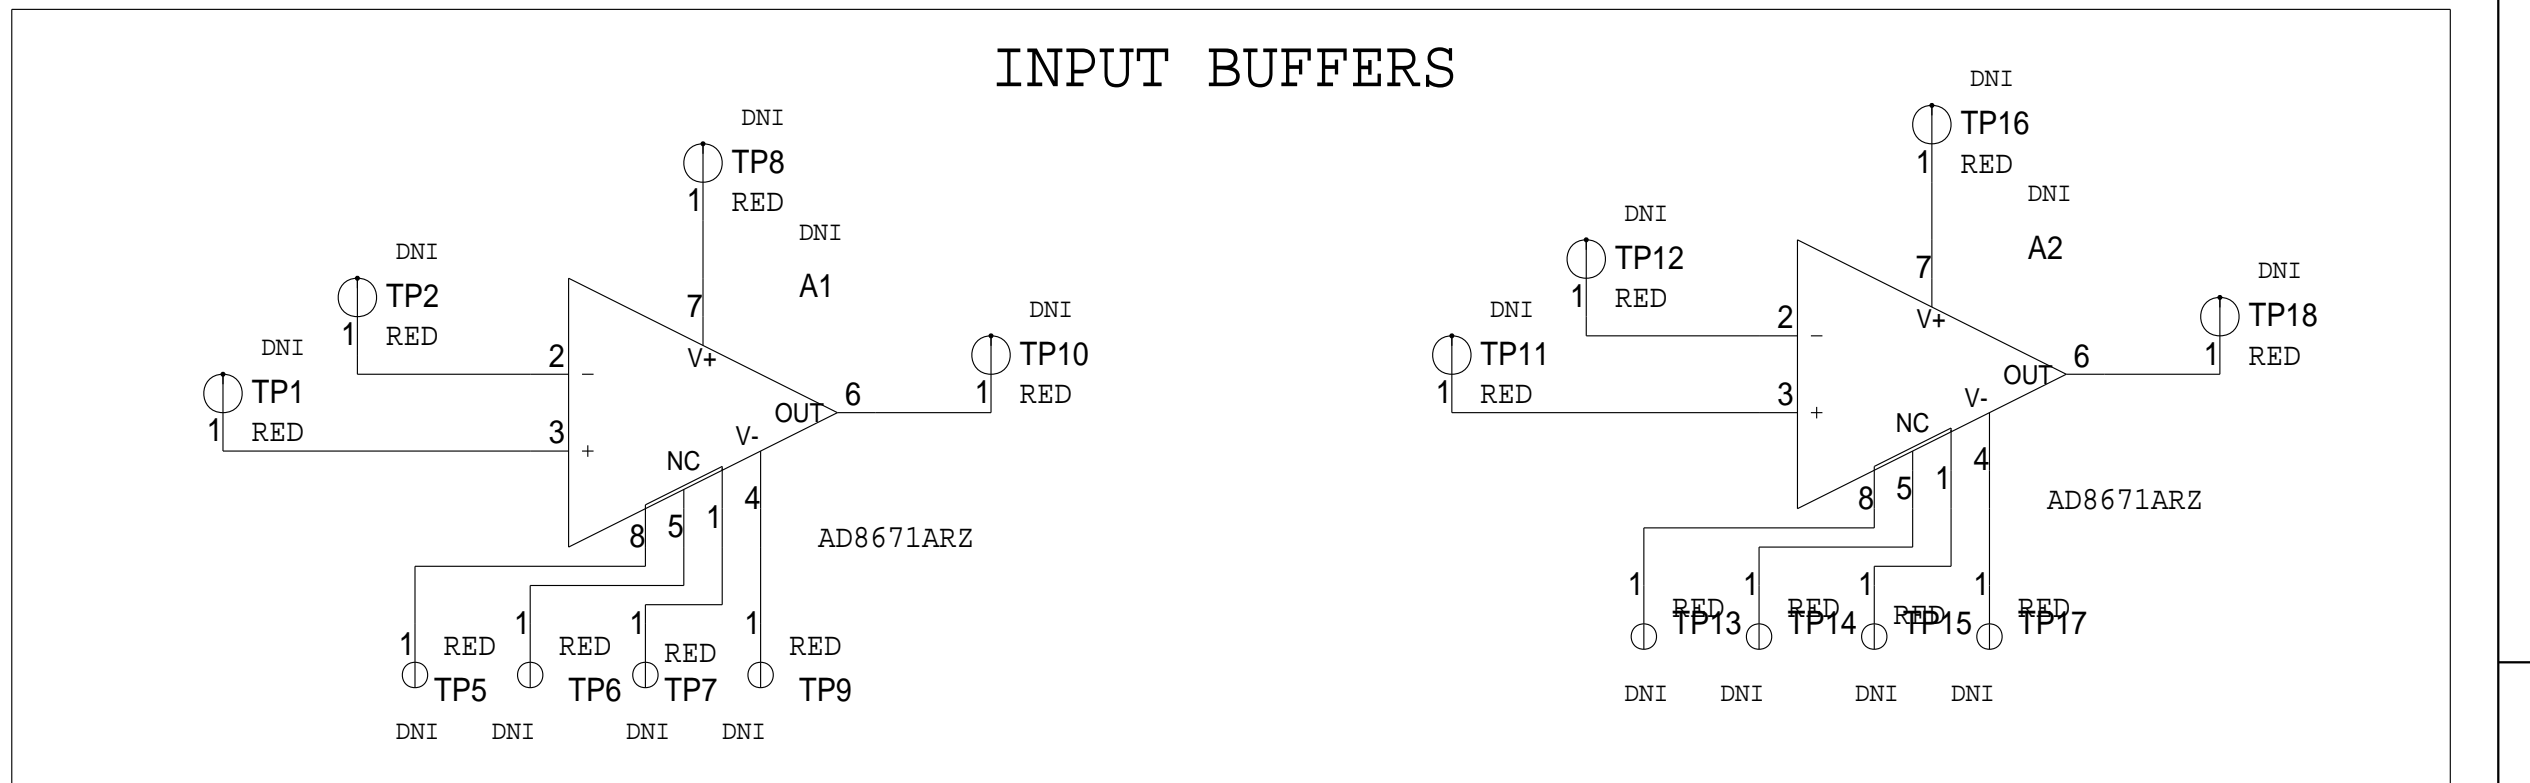 INPUT BUFFERS
DNI
TP8
1
RED
DNI
A1
DNI
TP2
1
RED
DNI
TP1
1
RED
2
−
3
+
7
V+
OUT
6
DNI
TP10
1
RED
V-
NC
8
5
1
4
AD8671ARZ
1
RED
TP5
DNI
1
RED
TP6
DNI
1
RED
TP7
DNI
1
RED
TP9
DNI
DNI
TP16
1
RED
DNI
A2
DNI
TP12
1
RED
DNI
TP11
1
RED
2
−
3
+
7
V+
OUT
6
DNI
TP18
1
RED
V-
NC
8
5
1
4
AD8671ARZ
1
RED
TP13
DNI
1
RED
TP14
DNI
1
RED
TP15
DNI
1
RED
TP17
DNI